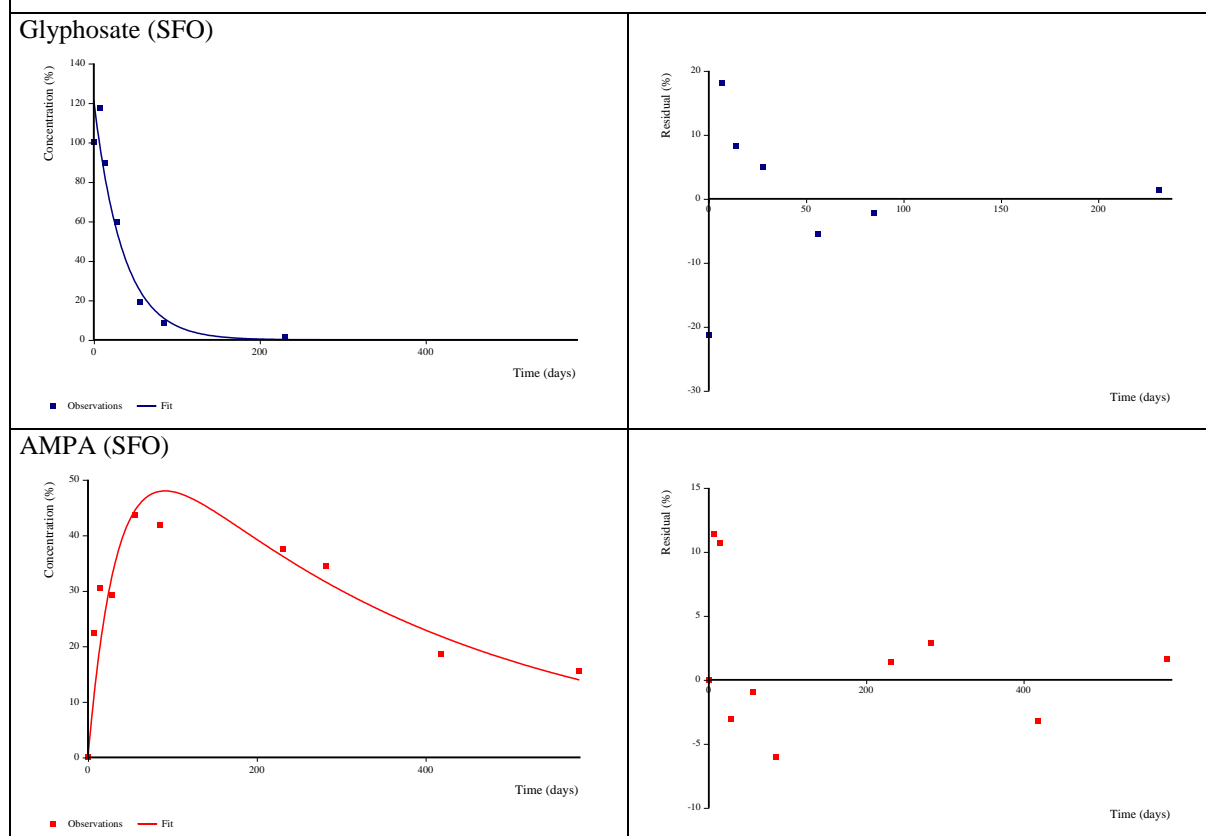 Glyphosate (SFO)
Concentration (%)
140
120
100
80
60
40
20
0
0
200
400
Time (days)
Observations
Fit
Residual (%)
20
10
0
-10
-20
-30
0
50
100
150
200
Time (days)
AMPA (SFO)
Concentration (%)
50
40
30
20
10
0
0
200
400
Time (days)
Observations
Fit
Residual (%)
15
10
5
0
-5
-10
0
200
400
Time (days)